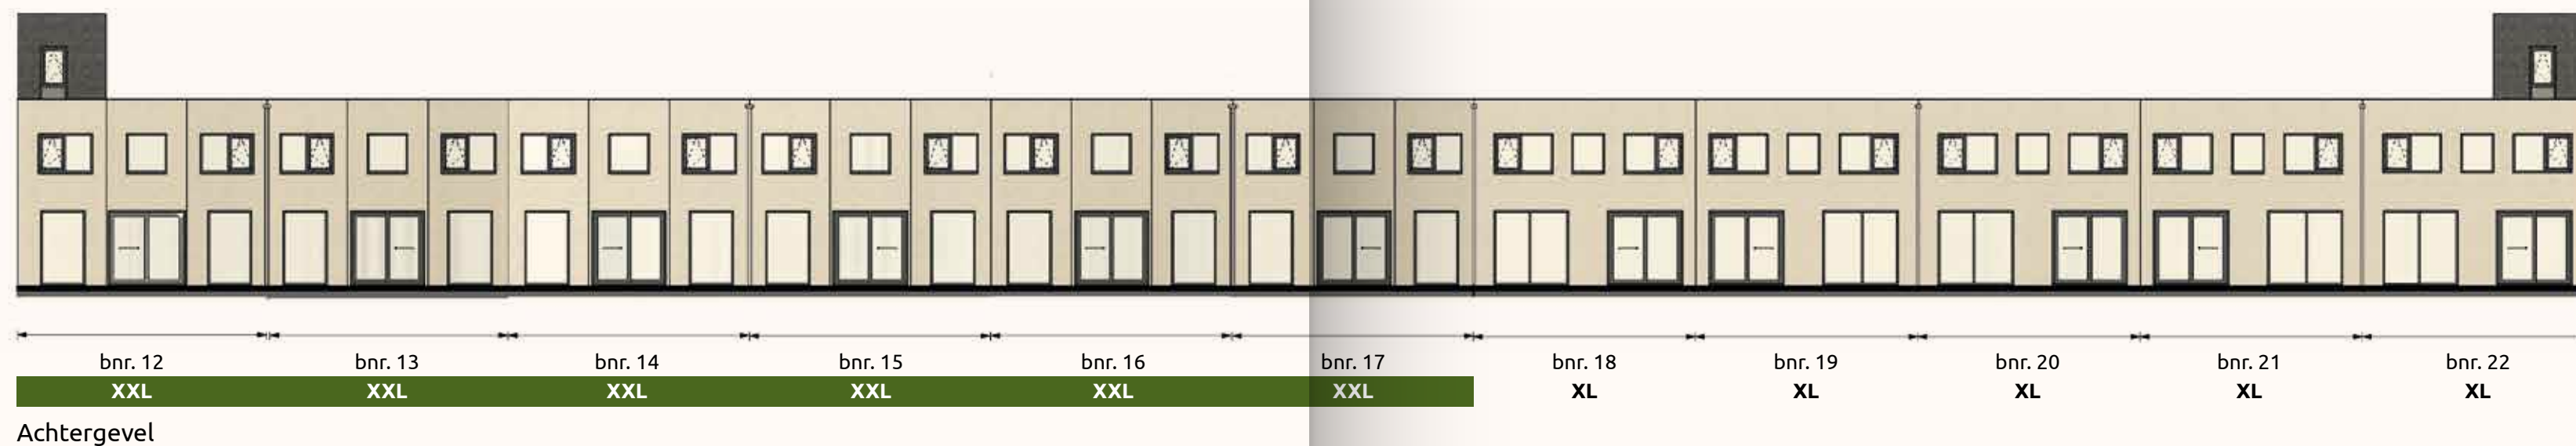 bnr. 12 bnr. 13 bnr. 14 bnr. 15 bnr. 16 bnr. 17 bnr. 18 bnr. 19 bnr. 20 bnr. 21 bnr. 22
XXL XXL XXL XXL XXL XXL XL XL XL XL XL
Achtergevel